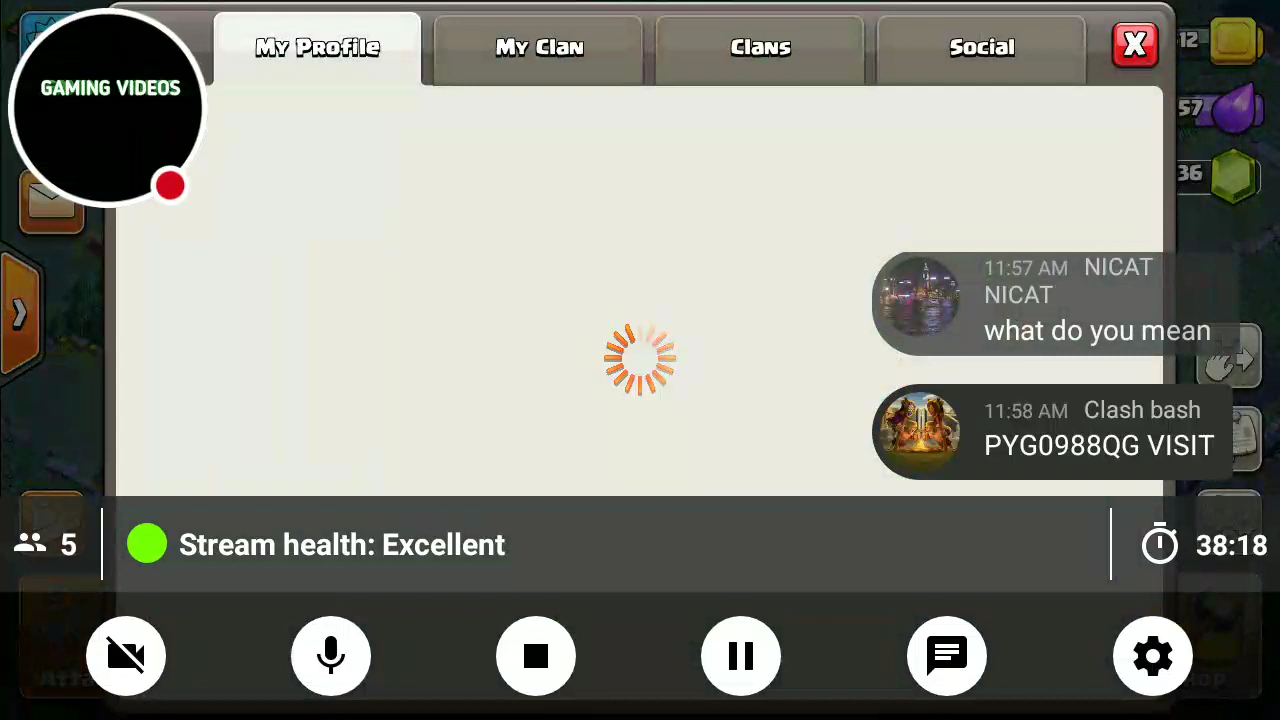 My Profile
My Clan
Clans
Social
X
GAMING VIDEOS
12
57
36
11:57 AM NICAT
NICAT
what do you mean
11:58 AM Clash bash
PYG0988QG VISIT
5
Stream health: Excellent
38:18